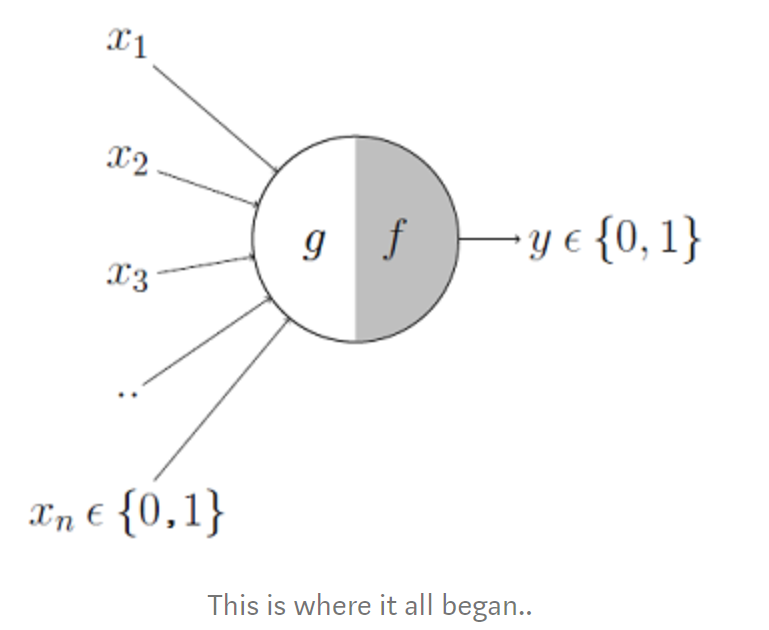 x1
x2
g f y ϵ {0, 1}
x3
..
xn ϵ {0,1}
This is where it all began..